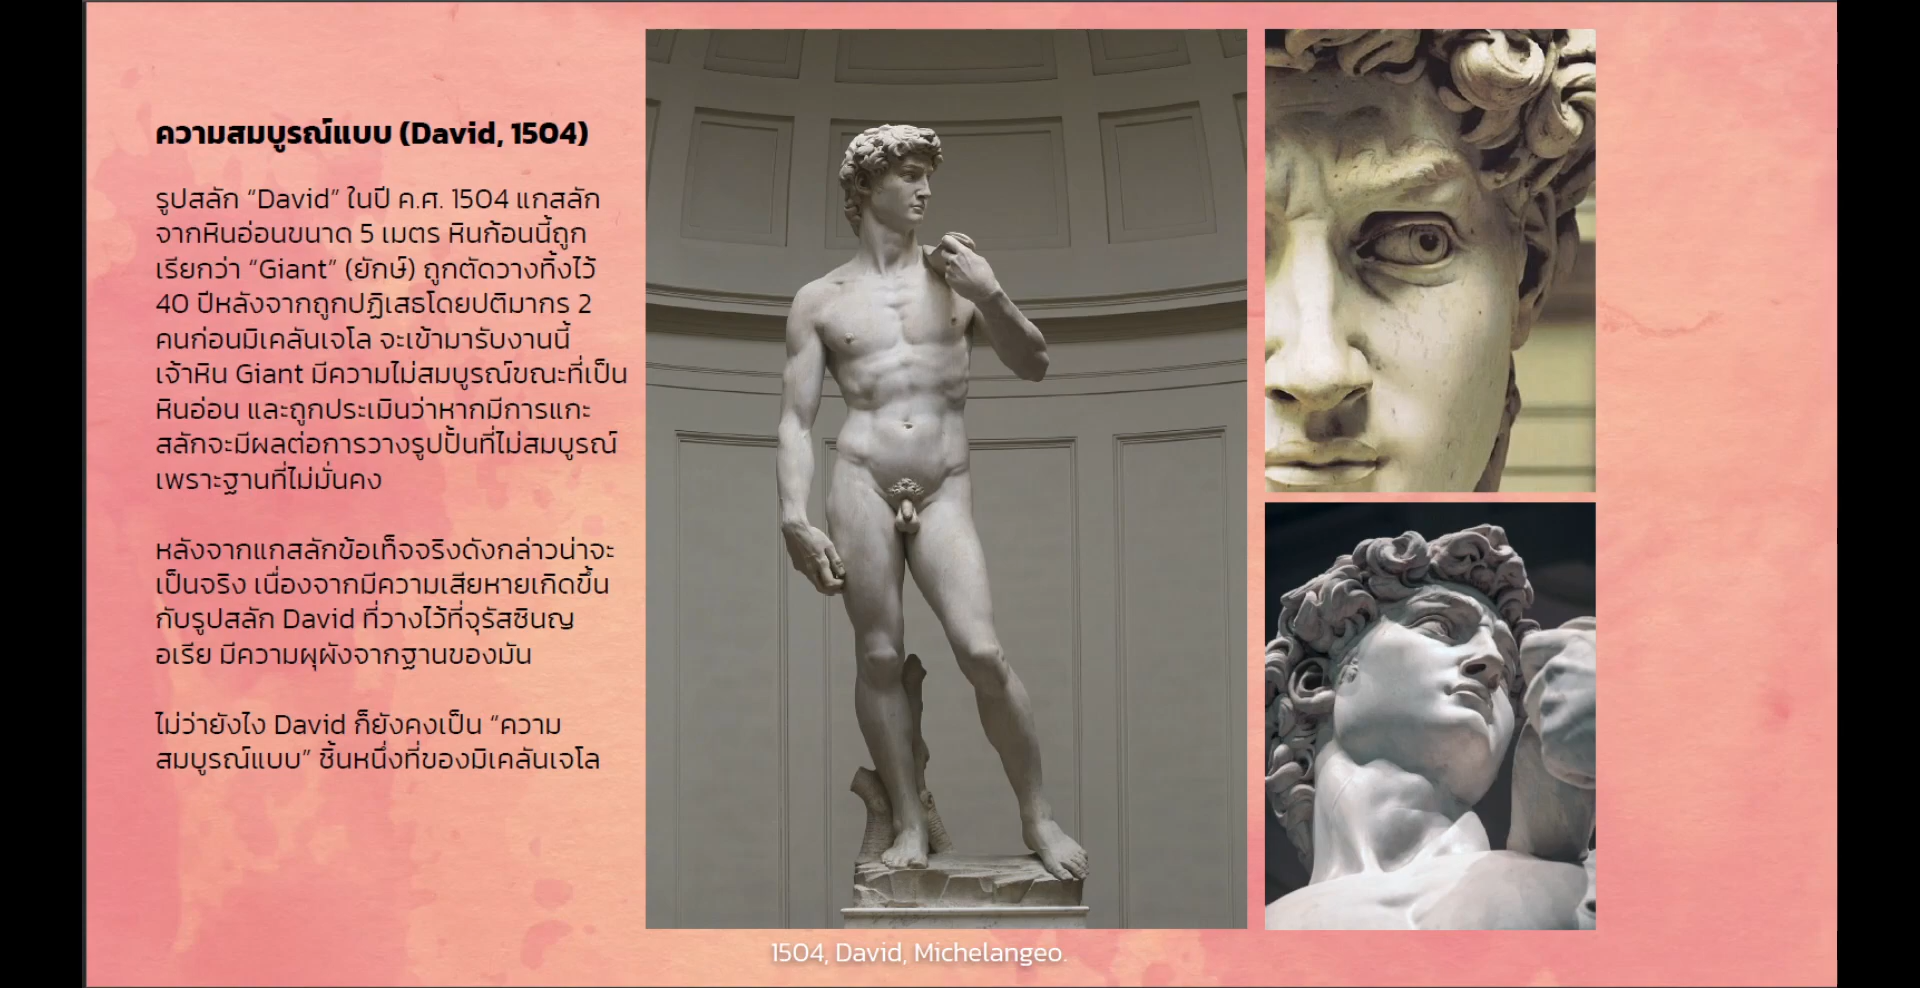 ความสมบูรณ์แบบ (David, 1504)
รูปสลัก “David” ในปี ค.ศ. 1504 แกสลัก
จากหินอ่อนขนาด 5 เมตร หินก้อนนี้ถูก
เรียกว่า “Giant” (ยักษ์) ถูกตัดวางทิ้งไว้
40 ปีหลังจากถูกปฏิเสธโดยปติมากร 2
คนก่อนมิเคลันเจโล จะเข้ามารับงานนี้
เจ้าหิน Giant มีความไม่สมบูรณ์ขณะที่เป็น
หินอ่อน และถูกประเมินว่าหากมีการแกะ
สลักจะมีผลต่อการวางรูปปั้นที่ไม่สมบูรณ์
เพราะฐานที่ไม่มั่นคง
หลังจากแกสลักข้อเท็จจริงดังกล่าวน่าจะ
เป็นจริง เนื่องจากมีความเสียหายเกิดขึ้น
กับรูปสลัก David ที่วางไว้ที่จุรัสซินญ
อเรีย มีความผุผังจากฐานของมัน
ไม่ว่ายังไง David ก็ยังคงเป็น “ความ
สมบูรณ์แบบ” ชิ้นหนึ่งที่ของมิเคลันเจโล
1504, David, Michelangeo.